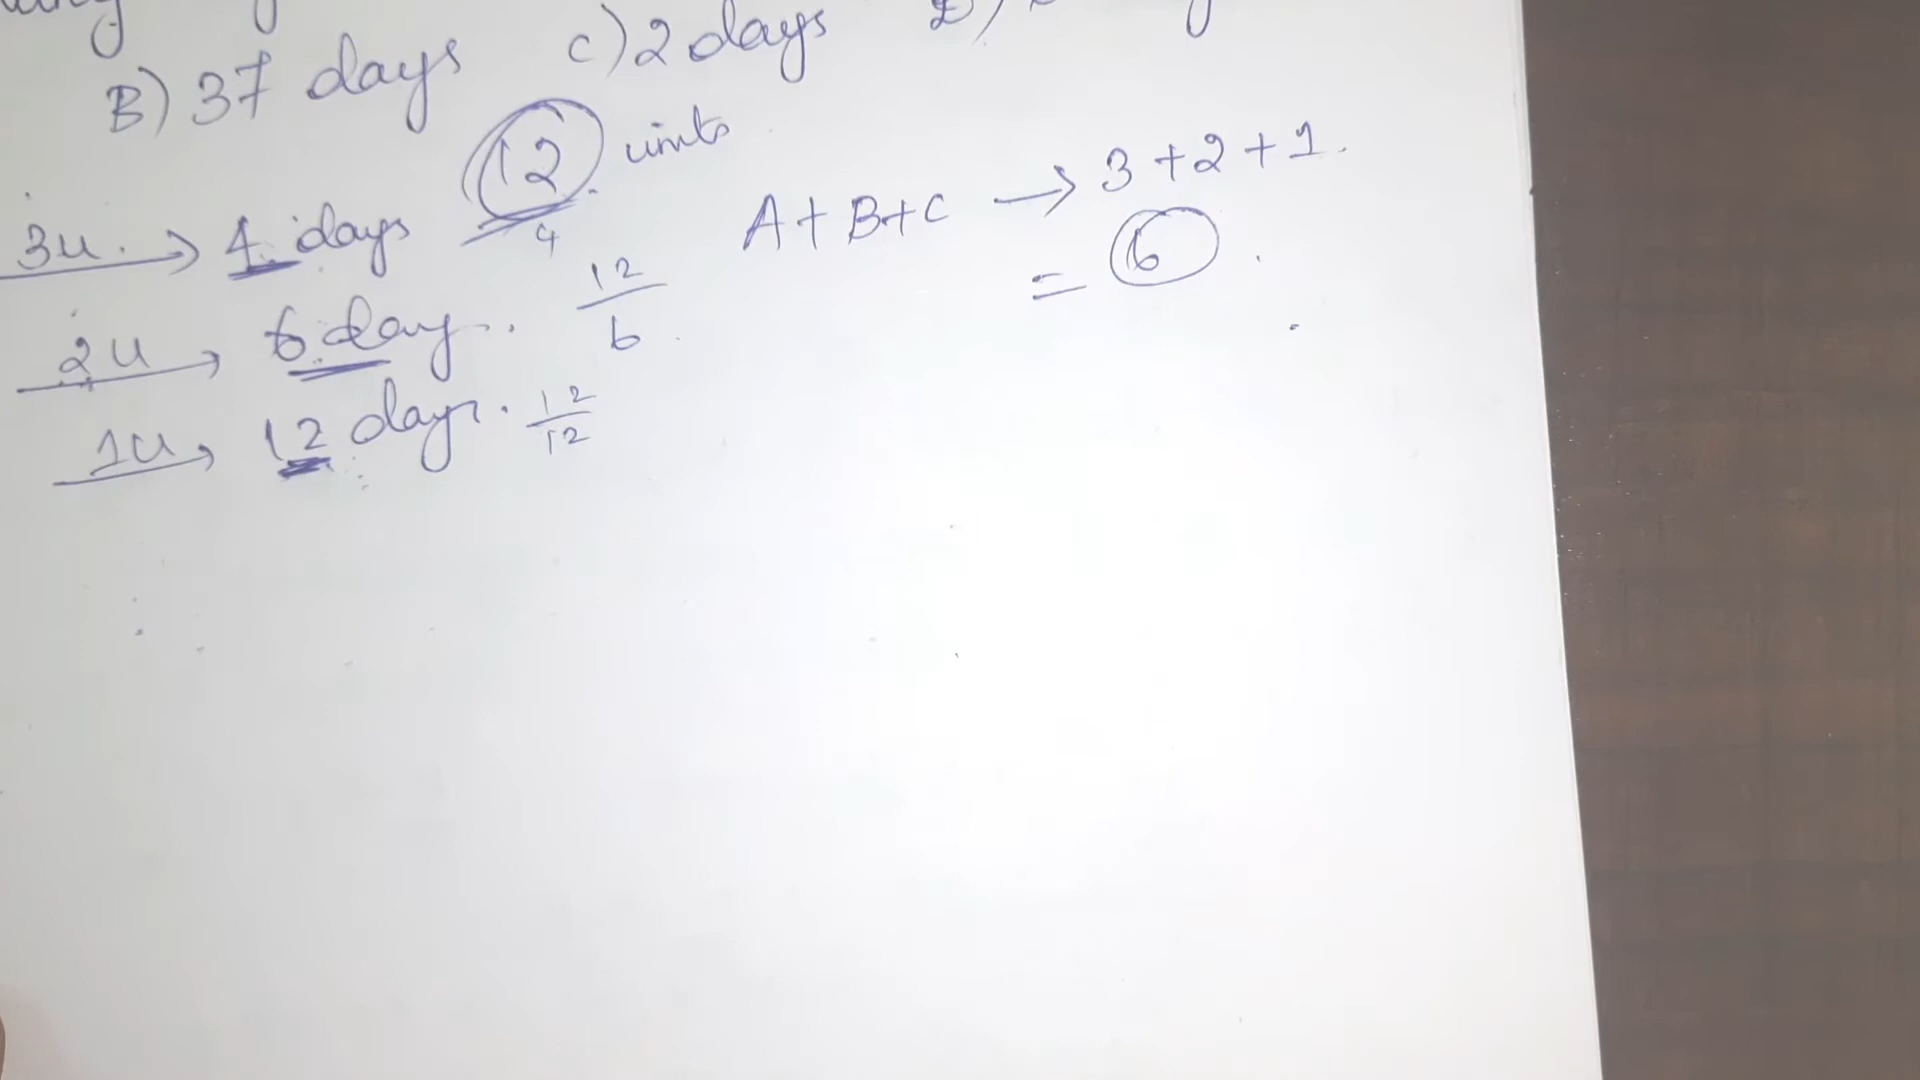 B) 37 days C) 2 days D)
12 units
3u. → 4 days 4 A+B+C → 3+2+1.
= 6
2u → 6 day. 12/6
1u → 12 days. 12/12